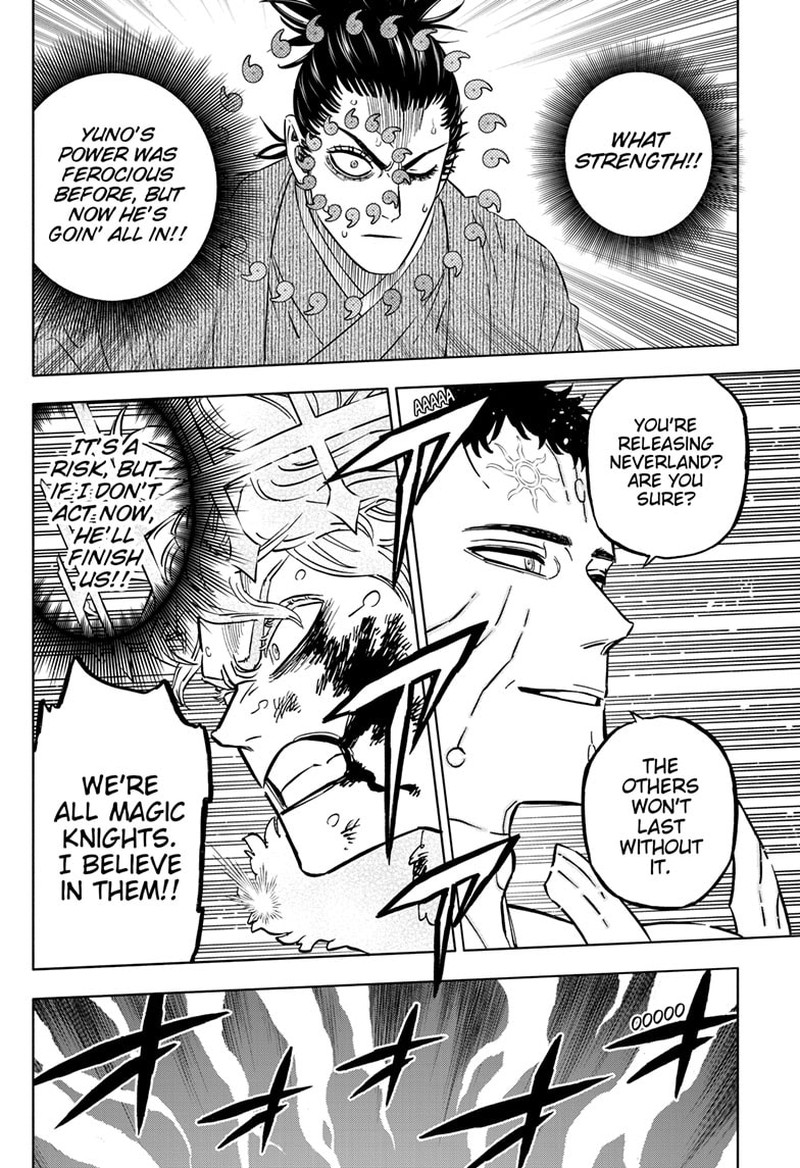 WHAT
STRENGTH!!
YUNO'S
POWER WAS
FEROCIOUS
BEFORE, BUT
NOW HE'S
GOIN' ALL IN!!
AAAAA
YOU'RE
RELEASING
NEVERLAND?
ARE YOU
SURE?
THE
OTHERS
WON'T
LAST
WITHOUT
IT.
IT'S A
RISK, BUT
IF I DON'T
ACT NOW,
HE'LL
FINISH
US!!
WE'RE
ALL MAGIC
KNIGHTS.
I BELIEVE
IN THEM!!
OOOOO